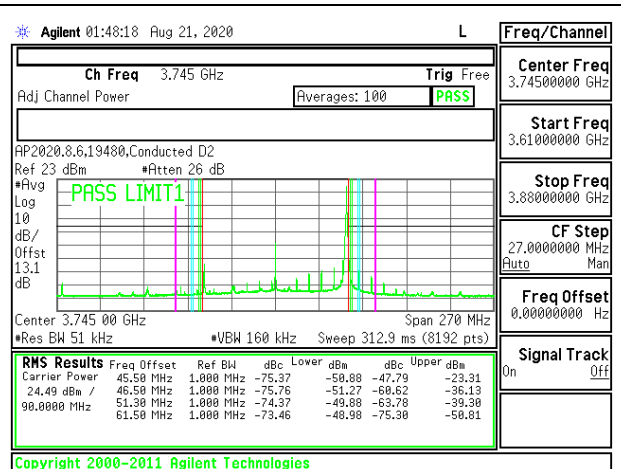 Agilent 01:48:18 Aug 21, 2020 L
Freq/Channel
Ch Freq 3.745 GHz Trig Free
Adj Channel Power Averages: 100 PASS
AP2020.8.6,19480,Conducted D2
Ref 23 dBm #Atten 26 dB
#Avg
Log
10
dB/
Offst
13.1
dB
PASS LIMIT1
Center 3.745 00 GHz Span 270 MHz
#Res BW 51 kHz #VBW 160 kHz Sweep 312.9 ms (8192 pts)
RMS Results Freq Offset Ref BW dBc Lower dBm dBc Upper dBm
Carrier Power 45.50 MHz 1.000 MHz -75.37 -50.88 -47.79 -23.31
24.49 dBm / 46.50 MHz 1.000 MHz -75.76 -51.27 -60.62 -36.13
90.0000 MHz 51.30 MHz 1.000 MHz -74.37 -49.88 -63.78 -39.30
61.50 MHz 1.000 MHz -73.46 -48.98 -75.30 -50.81
Center Freq
3.74500000 GHz
Start Freq
3.61000000 GHz
Stop Freq
3.88000000 GHz
CF Step
27.0000000 MHz
Auto Man
Freq Offset
0.00000000 Hz
Signal Track
On Off
Copyright 2000-2011 Agilent Technologies